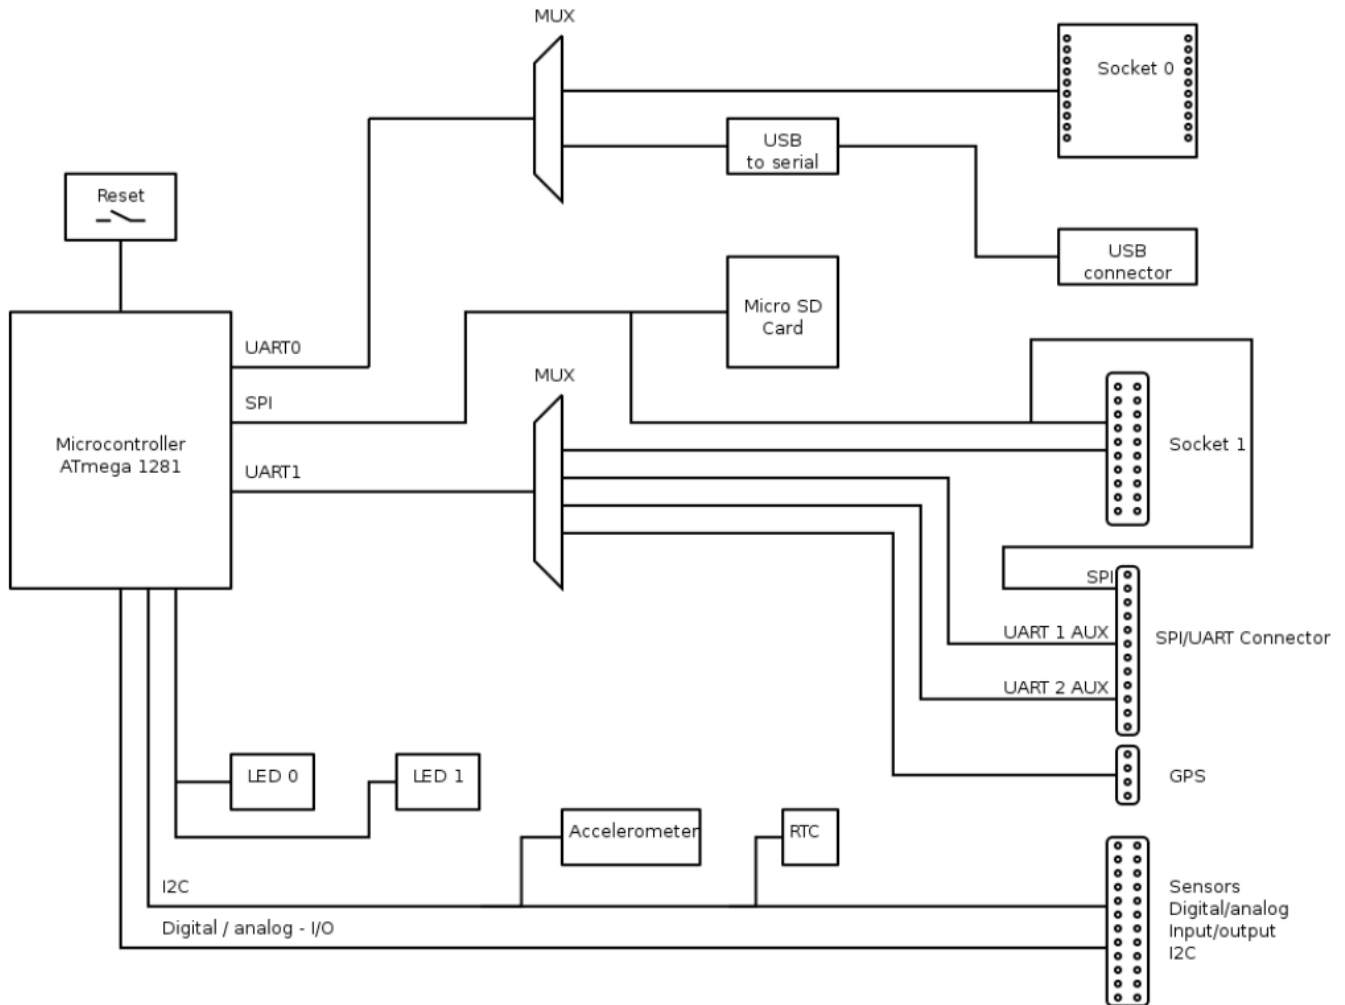 MUX
Socket 0
USB
to serial
Reset
USB
connector
Micro SD
Card
UART0
MUX
SPI
Microcontroller
ATmega 1281
Socket 1
UART1
SPI
UART 1 AUX
SPI/UART Connector
UART 2 AUX
LED 0
LED 1
GPS
Accelerometer
RTC
I2C
Sensors
Digital/analog
Input/output
I2C
Digital / analog - I/O